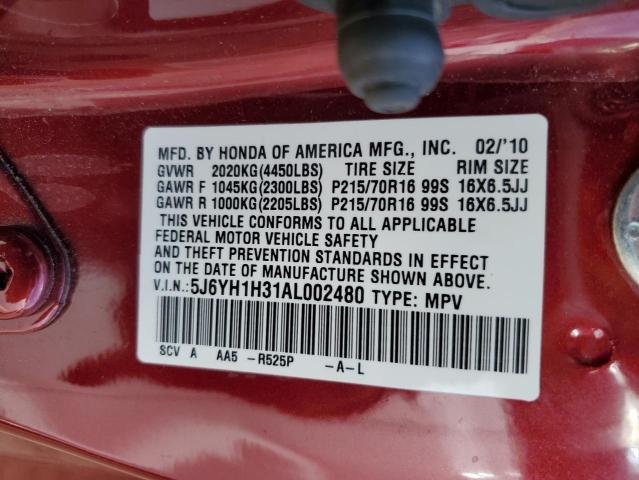 MFD. BY HONDA OF AMERICA MFG., INC. 02/'10
GVWR 2020KG(4450LBS) TIRE SIZE RIM SIZE
GAWR F 1045KG(2300LBS) P215/70R16 99S 16X6.5JJ
GAWR R 1000KG(2205LBS) P215/70R16 99S 16X6.5JJ
THIS VEHICLE CONFORMS TO ALL APPLICABLE
FEDERAL MOTOR VEHICLE SAFETY
AND THEFT PREVENTION STANDARDS IN EFFECT
ON THE DATE OF MANUFACTURE SHOWN ABOVE.
V.I.N.:5J6YH1H31AL002480 TYPE: MPV
SCV A AA5 -R525P -A-L